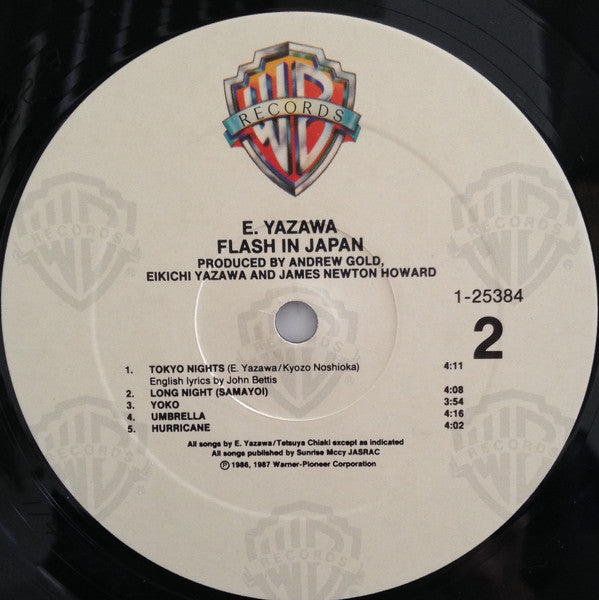 WB
RECORDS
E. YAZAWA
FLASH IN JAPAN
PRODUCED BY ANDREW GOLD,
EIKICHI YAZAWA AND JAMES NEWTON HOWARD
1-25384
2
1. TOKYO NIGHTS (E. Yazawa/Kyozo Noshioka) 4:11
English lyrics by John Bettis
2. LONG NIGHT (SAMAYOI) 4:08
3. YOKO 3:54
4. UMBRELLA 4:16
5. HURRICANE 4:02
All songs by E. Yazawa/Tetsuya Chiaki except as indicated
All songs published by Sunrise Mccy JASRAC
℗ 1986, 1987 Warner-Pioneer Corporation